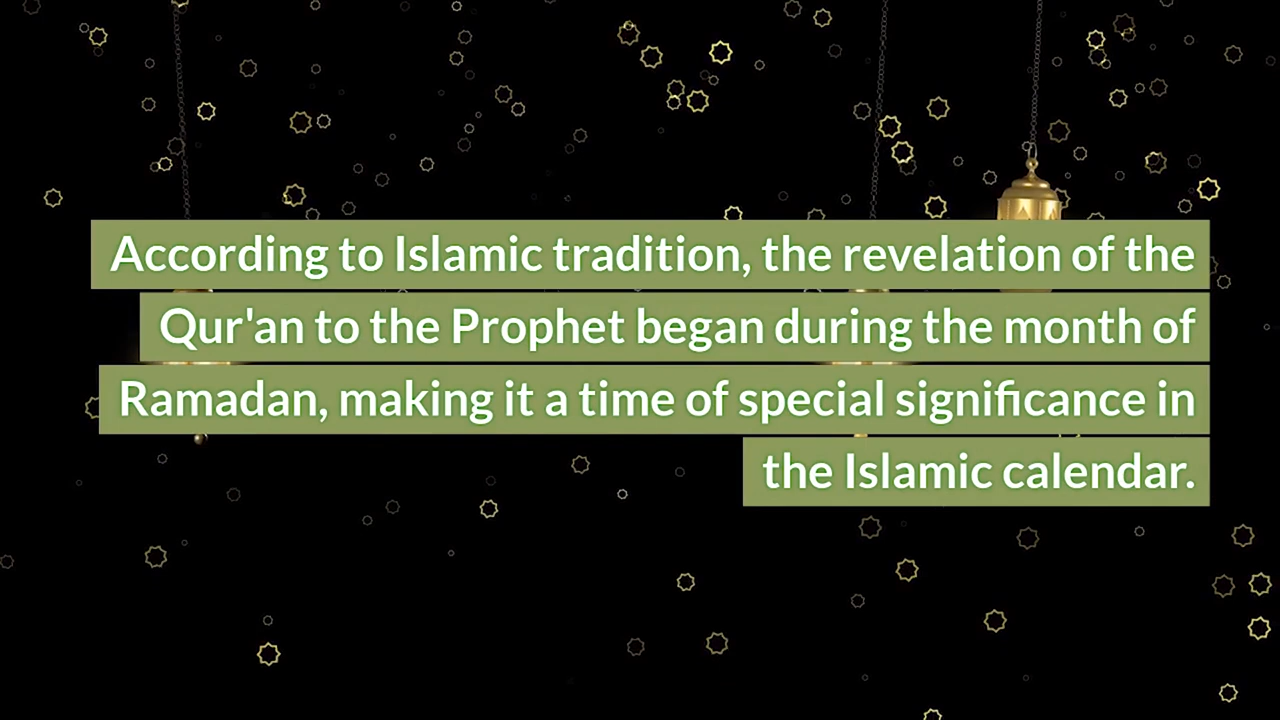 According to Islamic tradition, the revelation of the
Qur'an to the Prophet began during the month of
Ramadan, making it a time of special significance in
the Islamic calendar.